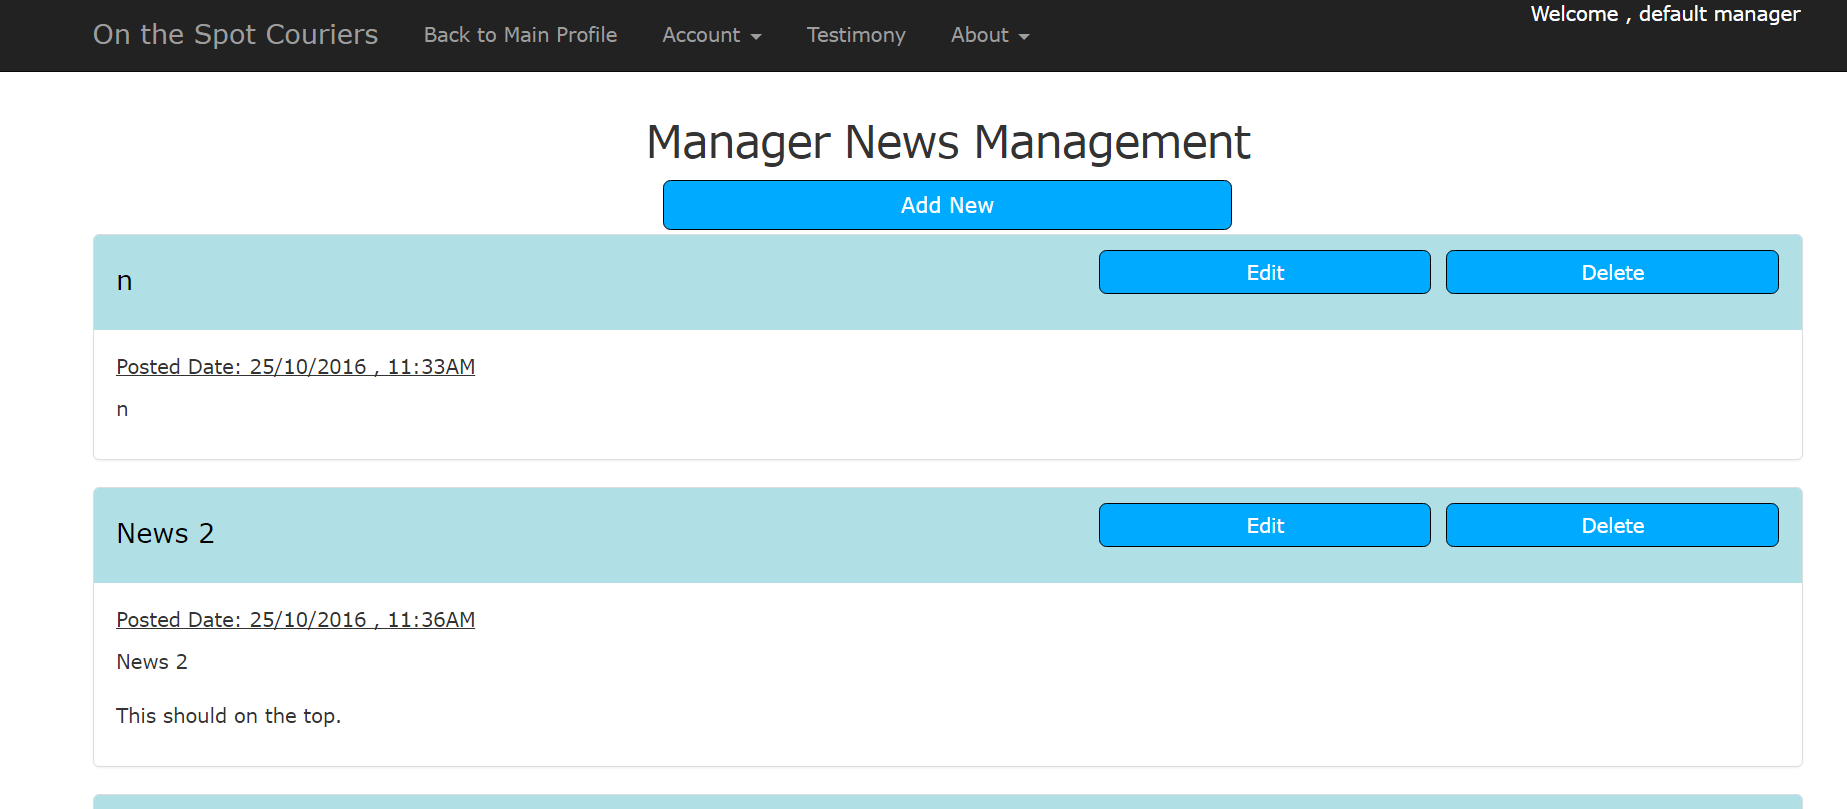 On the Spot Couriers Back to Main Profile Account Testimony About Welcome , default manager
Manager News Management
Add New
n Edit Delete
Posted Date: 25/10/2016 , 11:33AM
n
News 2 Edit Delete
Posted Date: 25/10/2016 , 11:36AM
News 2
This should on the top.